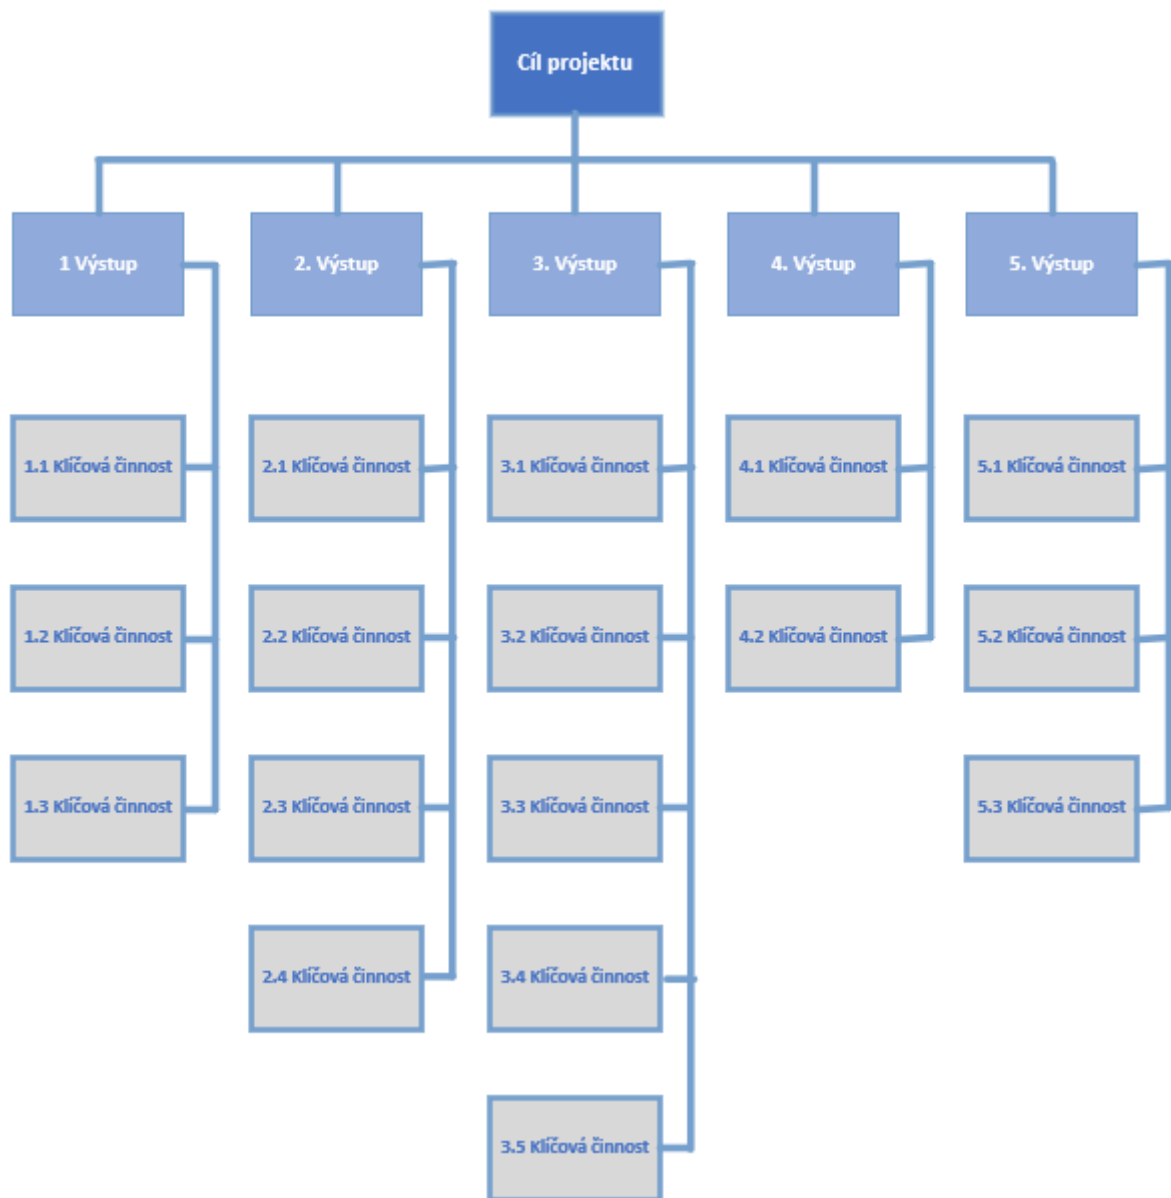 Cíl projektu
1 Výstup
2. Výstup
3. Výstup
4. Výstup
5. Výstup
1.1 Klíčová činnost
2.1 Klíčová činnost
3.1 Klíčová činnost
4.1 Klíčová činnost
5.1 Klíčová činnost
1.2 Klíčová činnost
2.2 Klíčová činnost
3.2 Klíčová činnost
4.2 Klíčová činnost
5.2 Klíčová činnost
1.3 Klíčová činnost
2.3 Klíčová činnost
3.3 Klíčová činnost
5.3 Klíčová činnost
2.4 Klíčová činnost
3.4 Klíčová činnost
3.5 Klíčová činnost